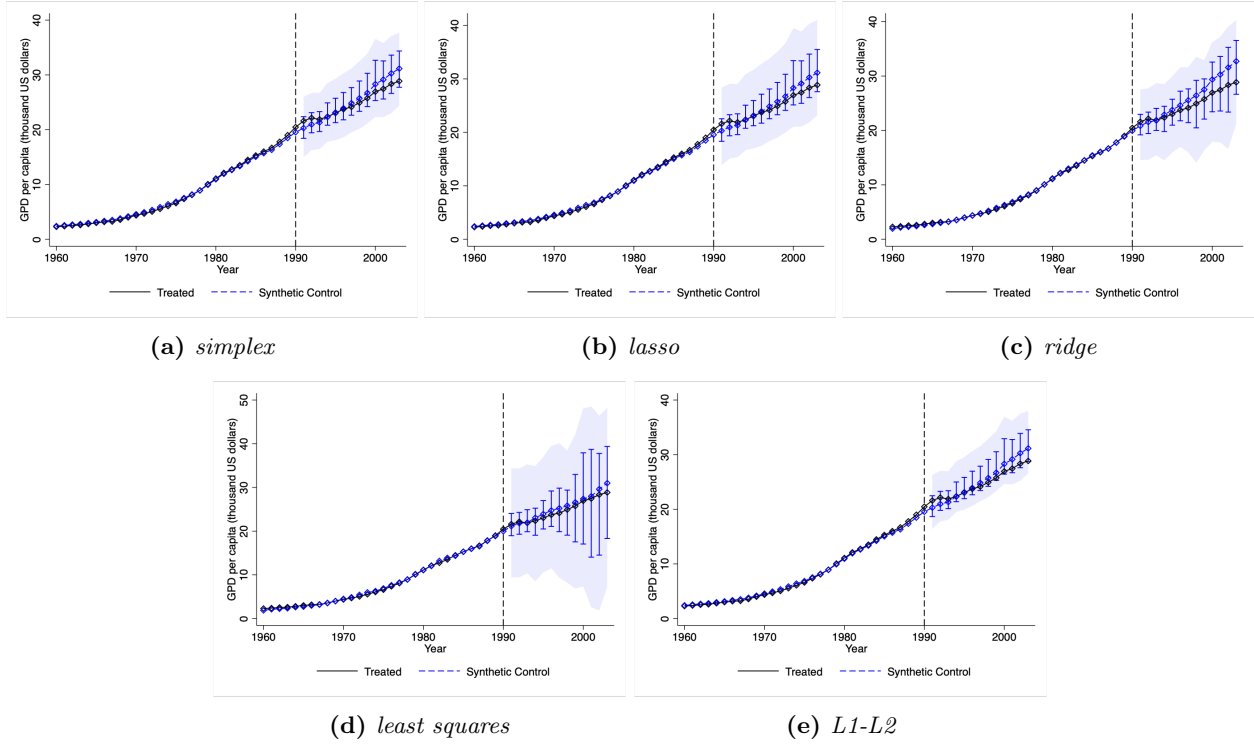 40
30
20
10
0
GPD per capita (thousand US dollars)
1960 1970 1980 1990 2000
Year
Treated Synthetic Control
(a) simplex
40
30
20
10
0
GPD per capita (thousand US dollars)
1960 1970 1980 1990 2000
Year
Treated Synthetic Control
(b) lasso
40
30
20
10
0
GPD per capita (thousand US dollars)
1960 1970 1980 1990 2000
Year
Treated Synthetic Control
(c) ridge
50
40
30
20
10
0
GPD per capita (thousand US dollars)
1960 1970 1980 1990 2000
Year
Treated Synthetic Control
(d) least squares
40
30
20
10
0
GPD per capita (thousand US dollars)
1960 1970 1980 1990 2000
Year
Treated Synthetic Control
(e) L1-L2